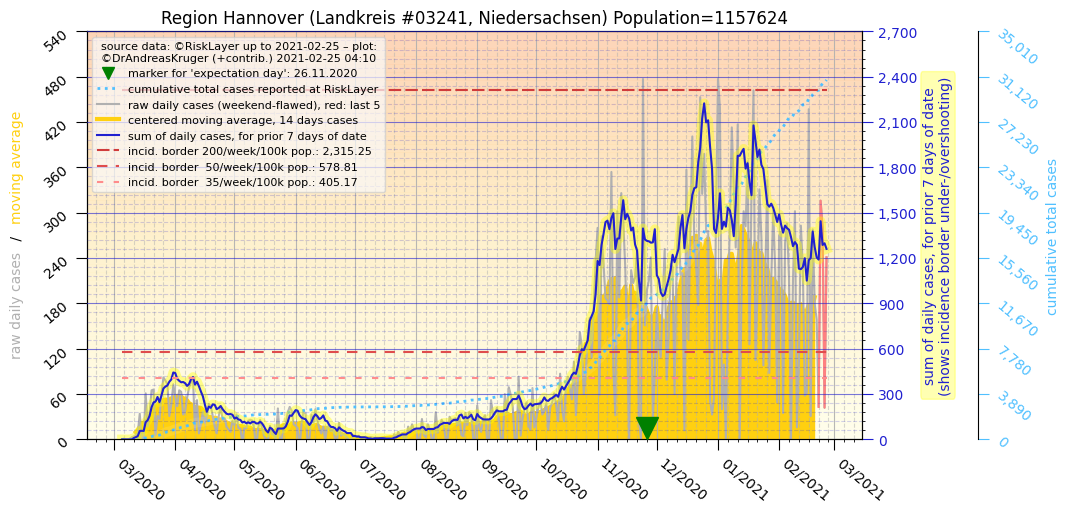 Region Hannover (Landkreis #03241, Niedersachsen) Population=1157624
source data: ©RiskLayer up to 2021-02-25 – plot:
©DrAndreasKruger (+contrib.) 2021-02-25 04:10
marker for 'expectation day': 26.11.2020
cumulative total cases reported at RiskLayer
raw daily cases (weekend-flawed), red: last 5
centered moving average, 14 days cases
sum of daily cases, for prior 7 days of date
incid. border 200/week/100k pop.: 2,315.25
incid. border  50/week/100k pop.: 578.81
incid. border  35/week/100k pop.: 405.17
raw daily cases / moving average
540
480
420
360
300
240
180
120
60
0
03/2020
04/2020
05/2020
06/2020
07/2020
08/2020
09/2020
10/2020
11/2020
12/2020
01/2021
02/2021
03/2021
2,700
2,400
2,100
1,800
1,500
1,200
900
600
300
0
sum of daily cases, for prior 7 days of date
(shows incidence border under-/overshooting)
35,010
31,120
27,230
23,340
19,450
15,560
11,670
7,780
3,890
0
cumulative total cases